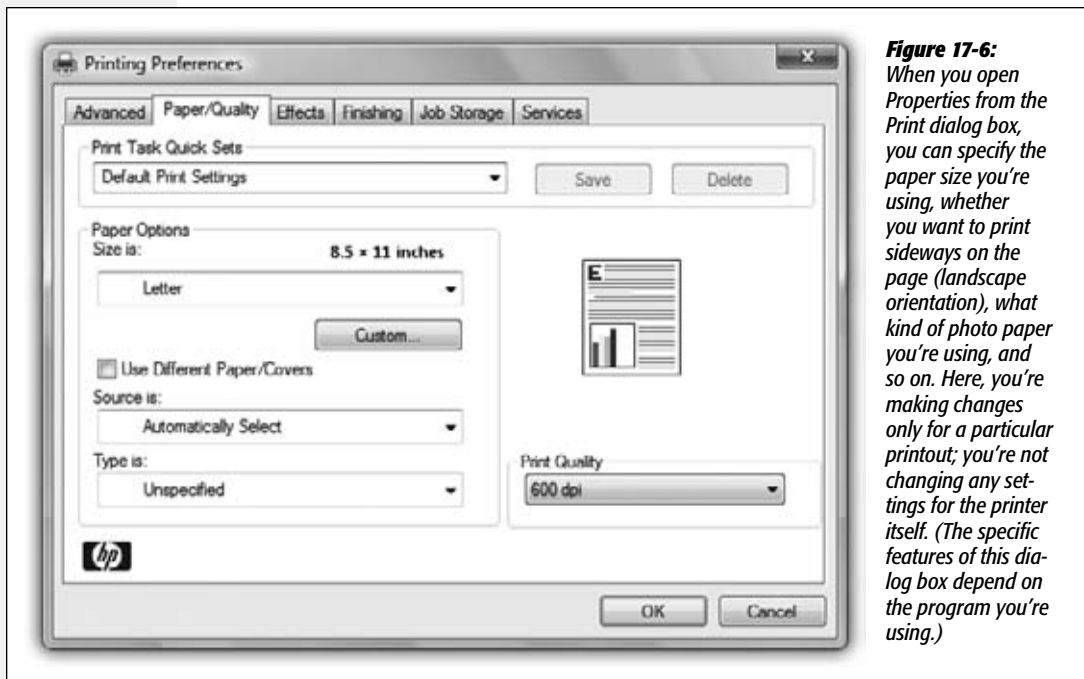 Printing Preferences
Advanced Paper/Quality Effects Finishing Job Storage Services
Print Task Quick Sets
Default Print Settings
Save Delete
Paper Options
Size is: 8.5 × 11 inches
Letter
Custom...
Use Different Paper/Covers
Source is:
Automatically Select
Type is:
Unspecified
E
Print Quality
600 dpi
hp
OK Cancel
Figure 17-6:
When you open
Properties from the
Print dialog box,
you can specify the
paper size you're
using, whether
you want to print
sideways on the
page (landscape
orientation), what
kind of photo paper
you're using, and
so on. Here, you're
making changes
only for a particular
printout; you're not
changing any set-
tings for the printer
itself. (The specific
features of this dia-
log box depend on
the program you're
using.)